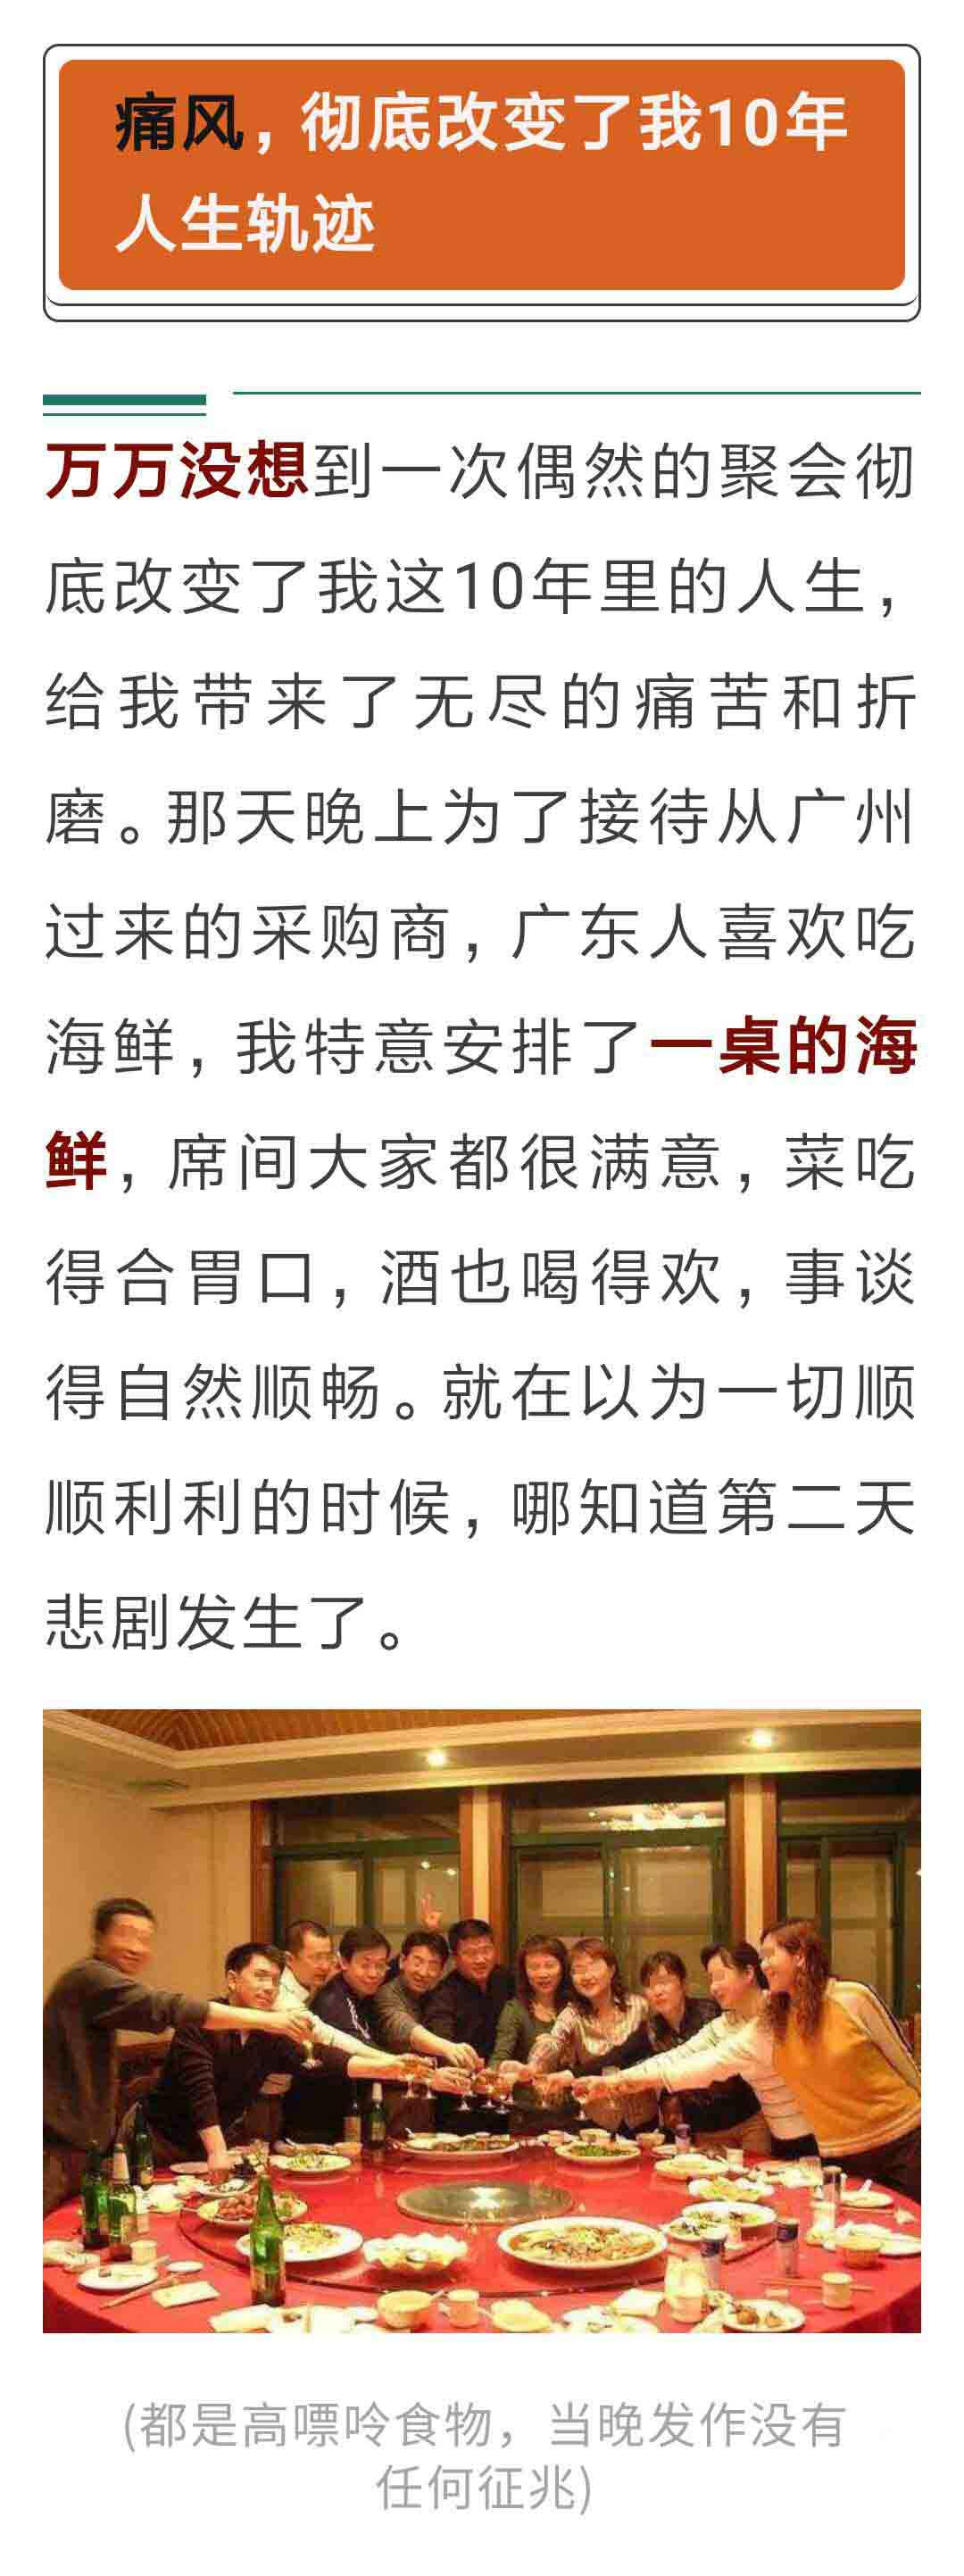 痛风，彻底改变了我10年
人生轨迹
万万没想到一次偶然的聚会彻
底改变了我这10年里的人生，
给我带来了无尽的痛苦和折
磨。那天晚上为了接待从广州
过来的采购商，广东人喜欢吃
海鲜，我特意安排了一桌的海
鲜，席间大家都很满意，菜吃
得合胃口，酒也喝得欢，事谈
得自然顺畅。就在以为一切顺
顺利利的时候，哪知道第二天
悲剧发生了。
(都是高嘌呤食物，当晚发作没有
任何征兆)